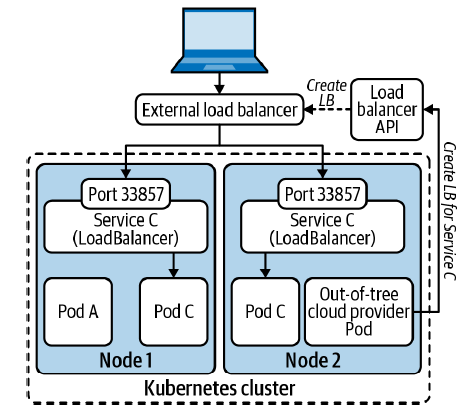 Create
LB
External load balancer
Load
balancer
API
Create LB for Service C
Port 33857
Service C
(LoadBalancer)
Pod A
Pod C
Node 1
Port 33857
Service C
(LoadBalancer)
Pod C
Out-of-tree
cloud provider
Pod
Node 2
Kubernetes cluster